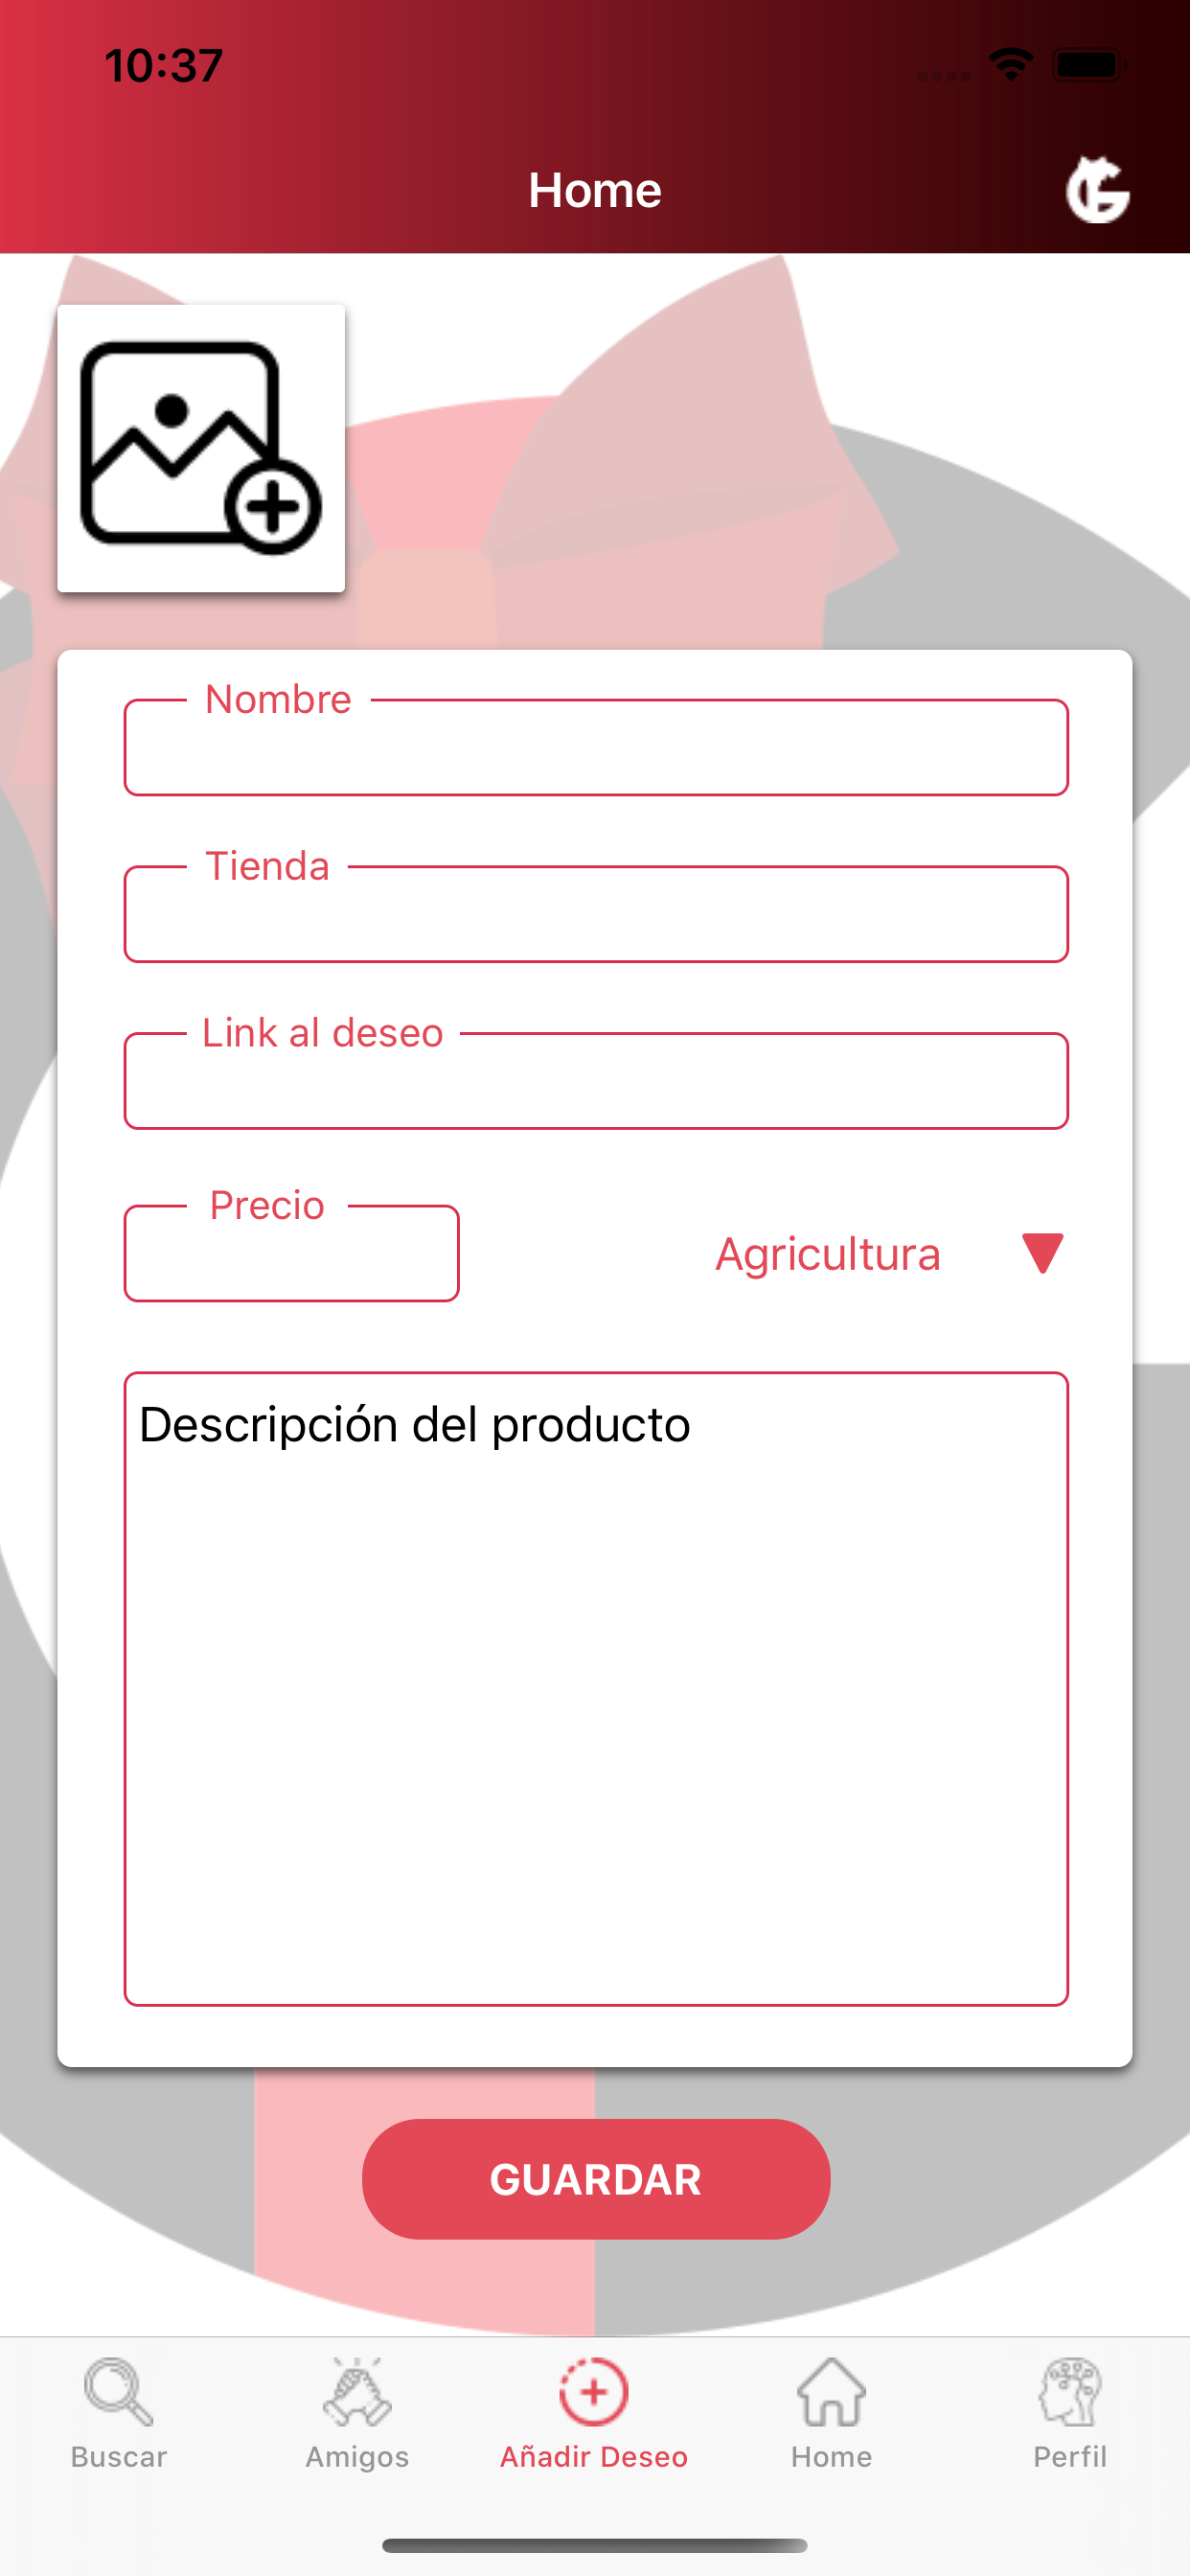 10:37
Home
Nombre
Tienda
Link al deseo
Precio
Agricultura
Descripción del producto
GUARDAR
Buscar
Amigos
Añadir Deseo
Home
Perfil